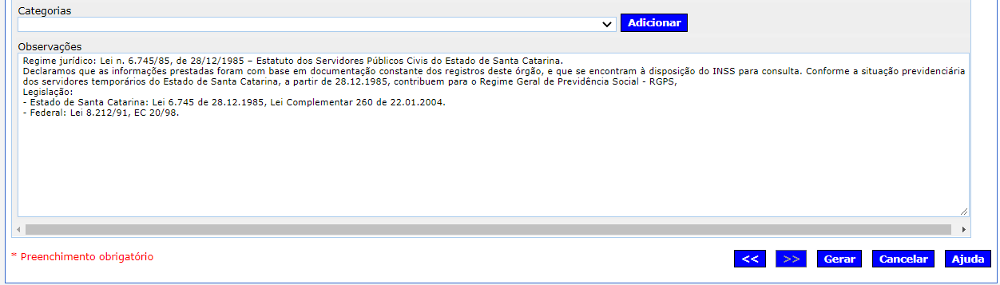 Categorias
Adicionar
Observações
Regime jurídico: Lei n. 6.745/85, de 28/12/1985 – Estatuto dos Servidores Públicos Civis do Estado de Santa Catarina.
Declaramos que as informações prestadas foram com base em documentação constante dos registros deste órgão, e que se encontram à disposição do INSS para consulta. Conforme a situação previdenciária
dos servidores temporários do Estado de Santa Catarina, a partir de 28.12.1985, contribuem para o Regime Geral de Previdência Social - RGPS,
Legislação:
- Estado de Santa Catarina: Lei 6.745 de 28.12.1985, Lei Complementar 260 de 22.01.2004.
- Federal: Lei 8.212/91, EC 20/98.
* Preenchimento obrigatório
<< >> Gerar Cancelar Ajuda